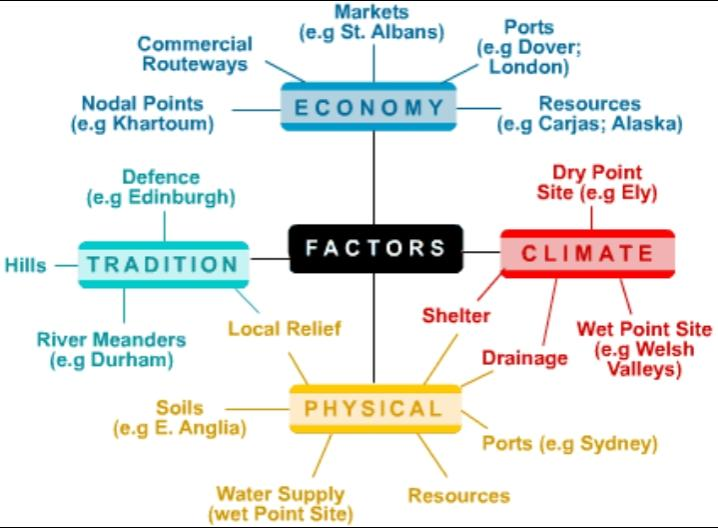 Markets
(e.g St. Albans)
Commercial
Routeways
Ports
(e.g Dover;
London)
Nodal Points
(e.g Khartoum)
ECONOMY
Resources
(e.g Carjas; Alaska)
Defence
(e.g Edinburgh)
Dry Point
Site (e.g Ely)
Hills
TRADITION
FACTORS
CLIMATE
River Meanders
(e.g Durham)
Local Relief
Shelter
Drainage
Wet Point Site
(e.g Welsh
Valleys)
Soils
(e.g E. Anglia)
PHYSICAL
Ports (e.g Sydney)
Water Supply
(wet Point Site)
Resources